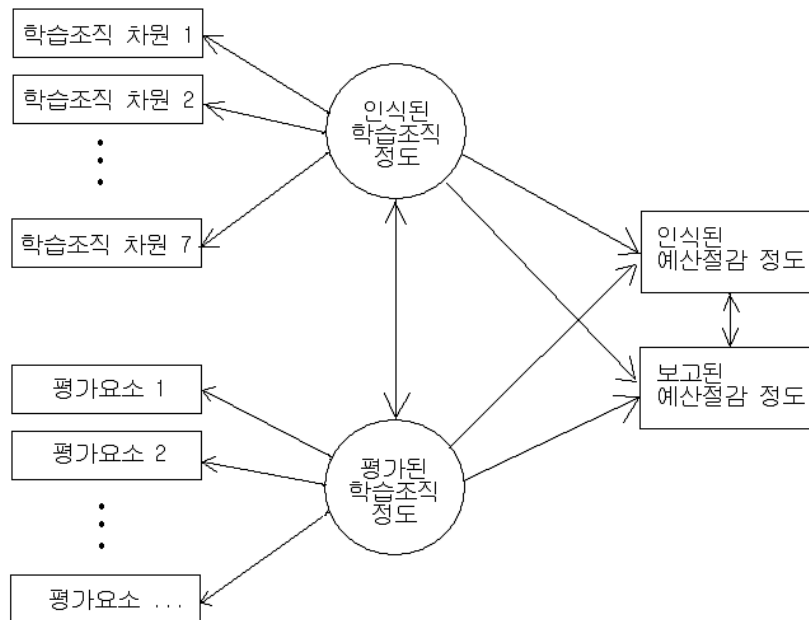 학습조직 차원 1
학습조직 차원 2
학습조직 차원 7
인식된
학습조직
정도
인식된
예산절감 정도
보고된
예산절감 정도
평가요소 1
평가요소 2
평가요소 ...
평가된
학습조직
정도